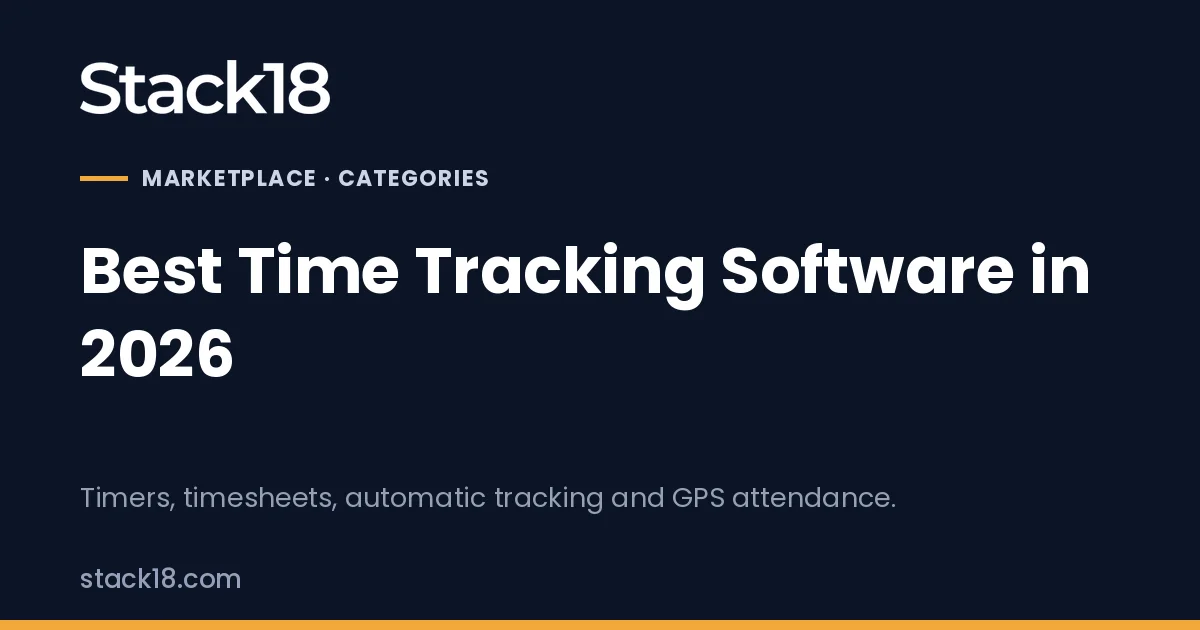 Stack18
MARKETPLACE · CATEGORIES
Best Time Tracking Software in
2026
Timers, timesheets, automatic tracking and GPS attendance.
stack18.com